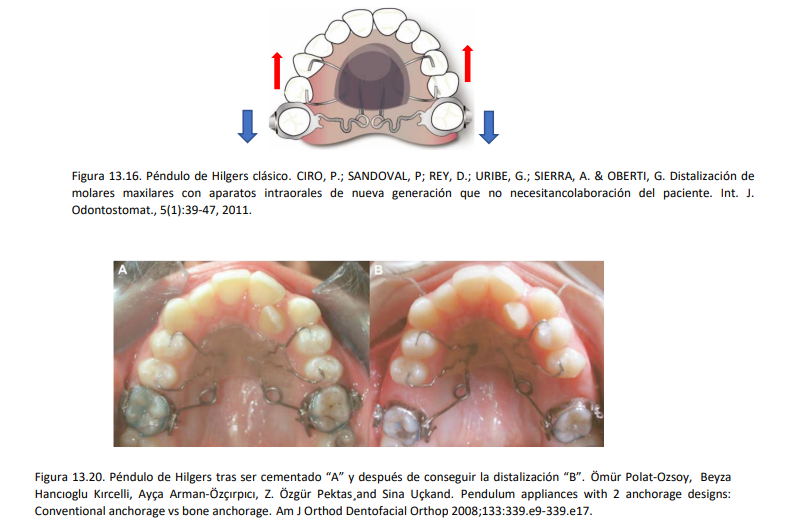 Figura 13.16. Péndulo de Hilgers clásico. CIRO, P.; SANDOVAL, P; REY, D.; URIBE, G.; SIERRA, A. & OBERTI, G. Distalización de
molares maxilares con aparatos intraorales de nueva generación que no necesitancolaboración del paciente. Int. J.
Odontostomat., 5(1):39-47, 2011.
A
B
Figura 13.20. Péndulo de Hilgers tras ser cementado “A” y después de conseguir la distalización “B”. Ömür Polat-Ozsoy, Beyza
Hancıoglu Kırcelli, Ayça Arman-Özçırpıcı, Z. Özgür Pektas¸and Sina Uçkand. Pendulum appliances with 2 anchorage designs:
Conventional anchorage vs bone anchorage. Am J Orthod Dentofacial Orthop 2008;133:339.e9-339.e17.